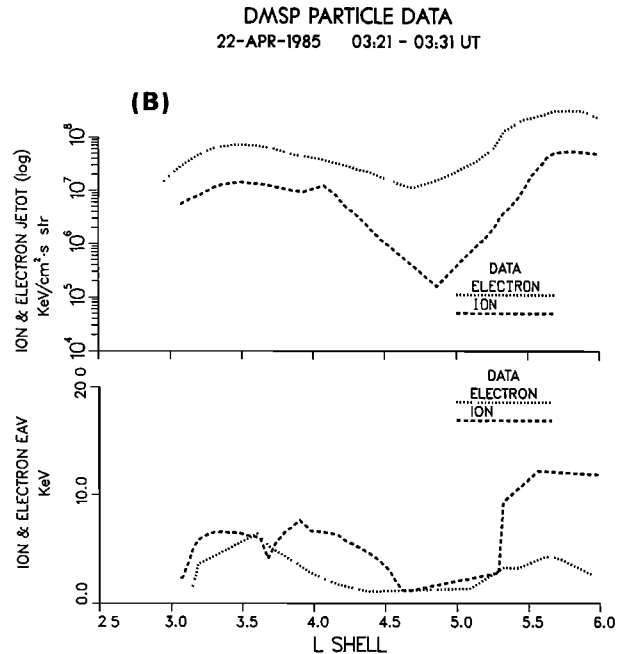 DMSP PARTICLE DATA
22-APR-1985 03:21 - 03:31 UT
(B)
ION & ELECTRON JETOT (log)
KeV/cm²·s slr
10⁸
10⁷
10⁶
10⁵
10⁴
DATA
ELECTRON
ION
ION & ELECTRON EAV
KeV
20 0
10.0
0.0
DATA
ELECTRON
ION
2 5 3.0 3.5 4.0 4.5 5.0 5.5 6.0
L SHELL